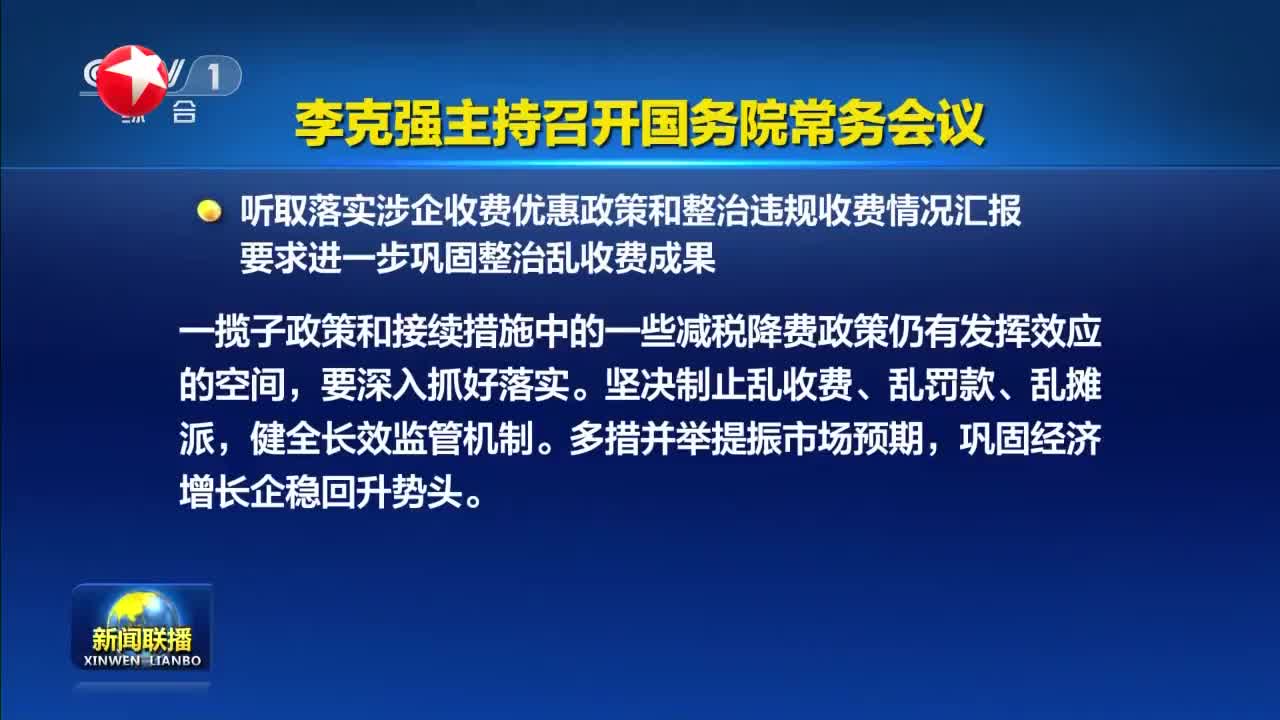 1
综合
李克强主持召开国务院常务会议
听取落实涉企收费优惠政策和整治违规收费情况汇报
要求进一步巩固整治乱收费成果
一揽子政策和接续措施中的一些减税降费政策仍有发挥效应
的空间，要深入抓好落实。坚决制止乱收费、乱罚款、乱摊
派，健全长效监管机制。多措并举提振市场预期，巩固经济
增长企稳回升势头。
新闻联播
XINWEN LIANBO